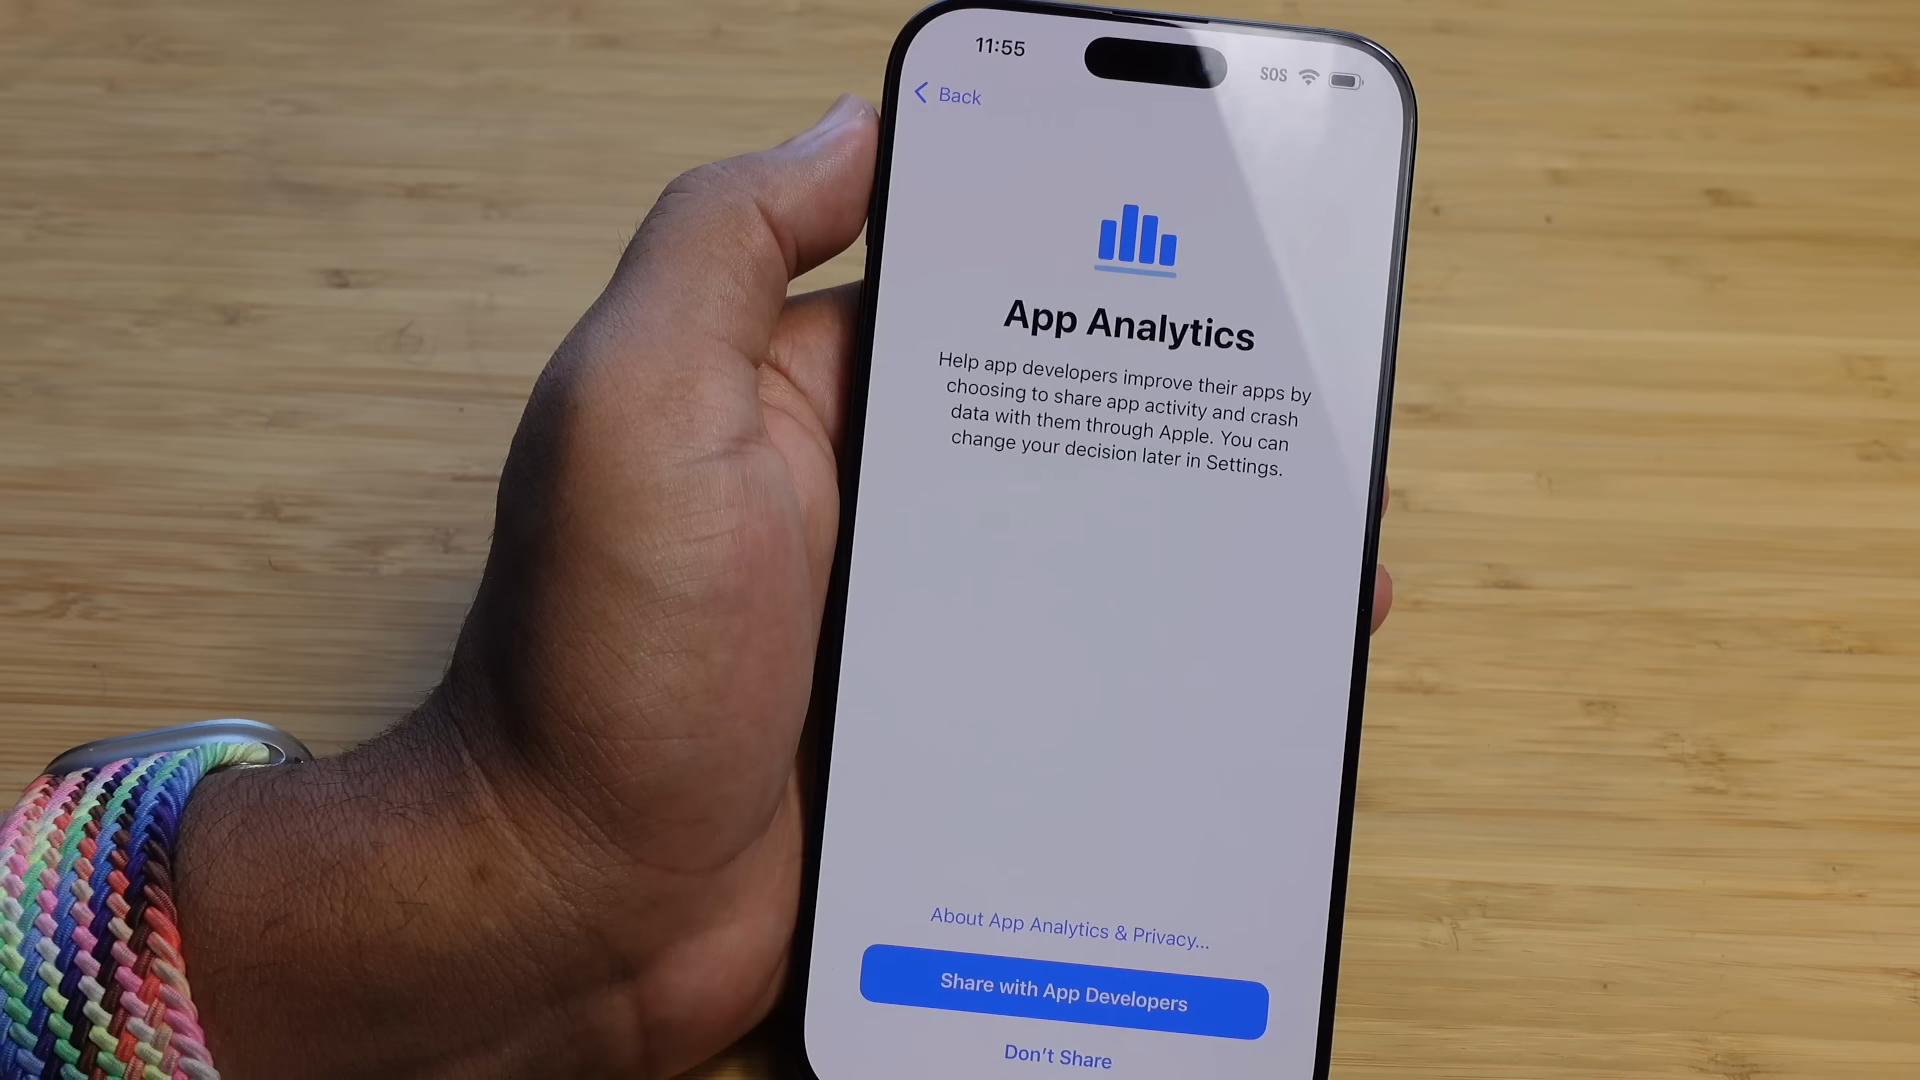 11:55
SOS
Back
App Analytics
Help app developers improve their apps by
choosing to share app activity and crash
data with them through Apple. You can
change your decision later in Settings.
About App Analytics & Privacy...
Share with App Developers
Don't Share